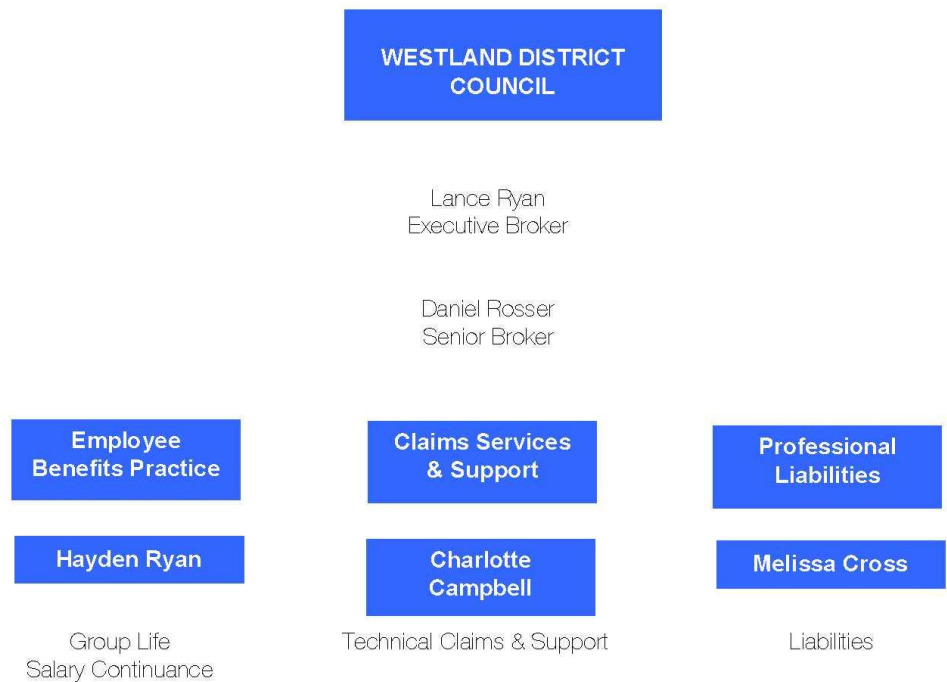 WESTLAND DISTRICT
COUNCIL
Lance Ryan
Executive Broker
Daniel Rosser
Senior Broker
Employee
Benefits Practice
Claims Services
& Support
Professional
Liabilities
Hayden Ryan
Charlotte
Campbell
Melissa Cross
Group Life
Salary Continuance
Technical Claims & Support
Liabilities